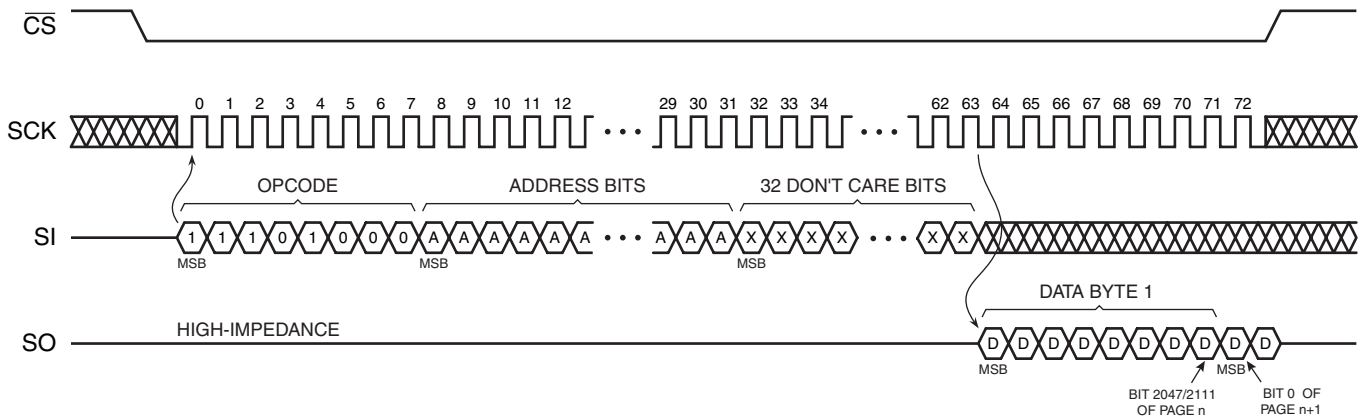 CS
0 1 2 3 4 5 6 7 8 9 10 11 12 29 30 31 32 33 34 62 63 64 65 66 67 68 69 70 71 72
SCK
OPCODE ADDRESS BITS 32 DON'T CARE BITS
SI 1 1 1 0 1 0 0 0 A A A A A A A A A X X X X X X
MSB MSB MSB
DATA BYTE 1
HIGH-IMPEDANCE
SO D D D D D D D D D D
MSB MSB
BIT 2047/2111 OF PAGE n
BIT 0 OF PAGE n+1